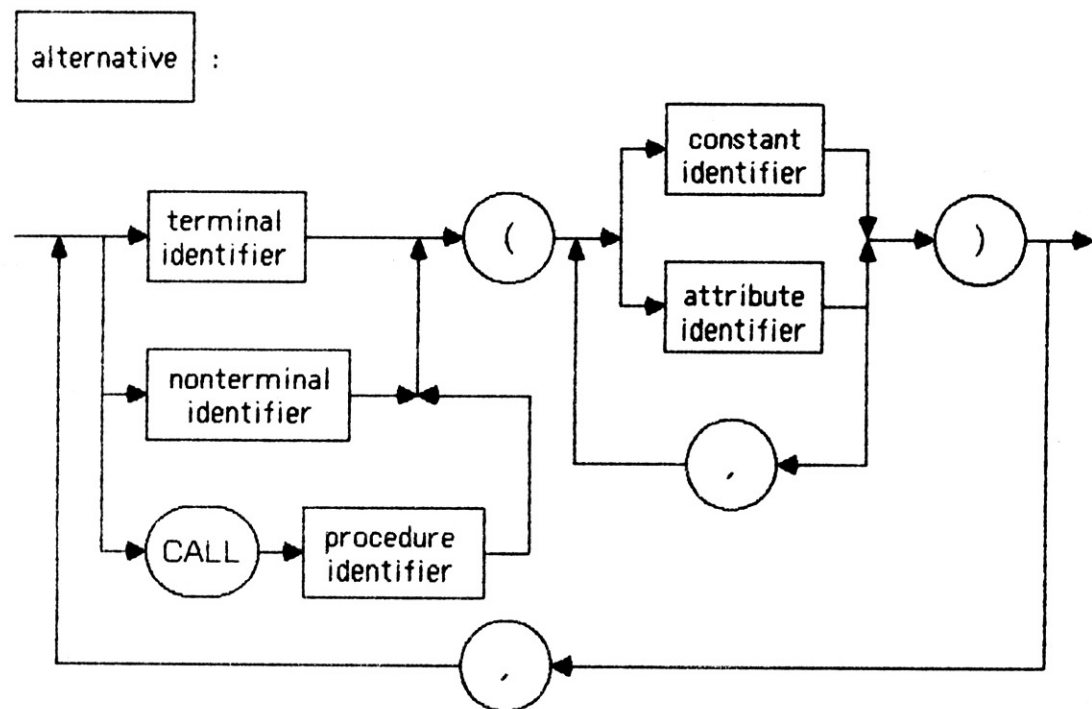 alternative :
constant
identifier
terminal
identifier
(
)
attribute
identifier
nonterminal
identifier
,
CALL
procedure
identifier
,